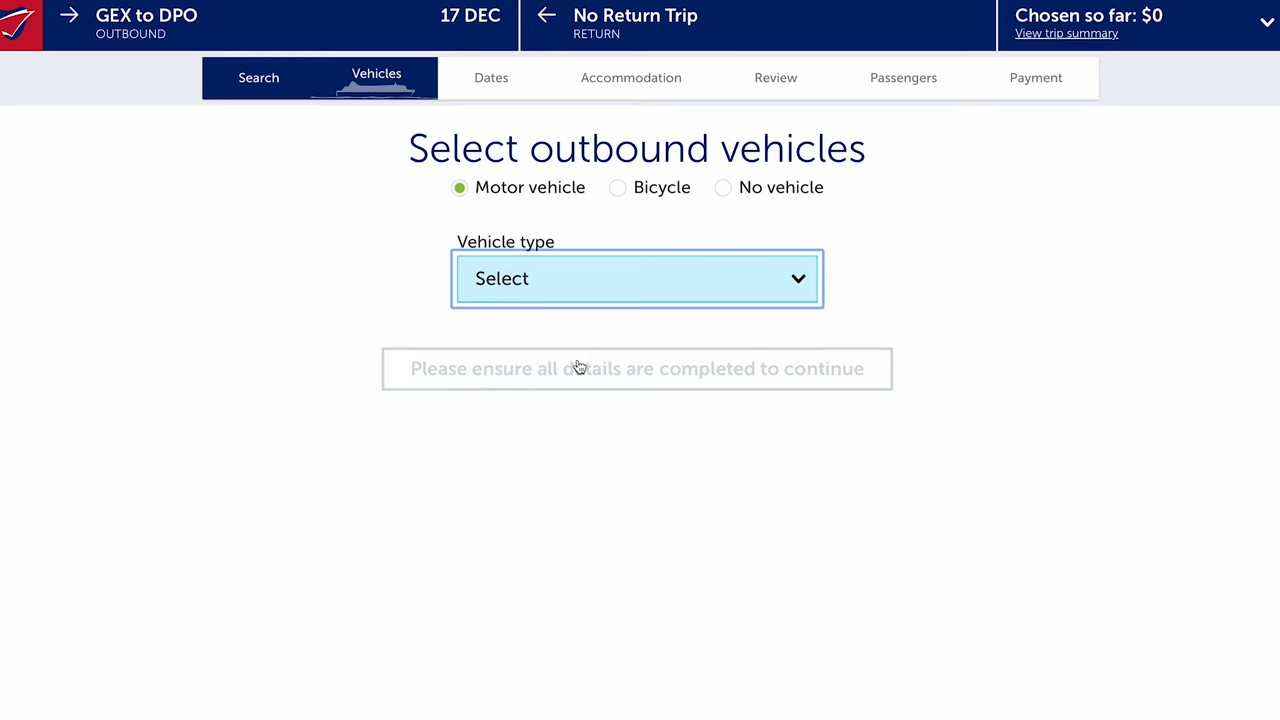 GEX to DPO
OUTBOUND
17 DEC
No Return Trip
RETURN
Chosen so far: $0
View trip summary
Search
Vehicles
Dates
Accommodation
Review
Passengers
Payment
Select outbound vehicles
Motor vehicle
Bicycle
No vehicle
Vehicle type
Select
Please ensure all details are completed to continue